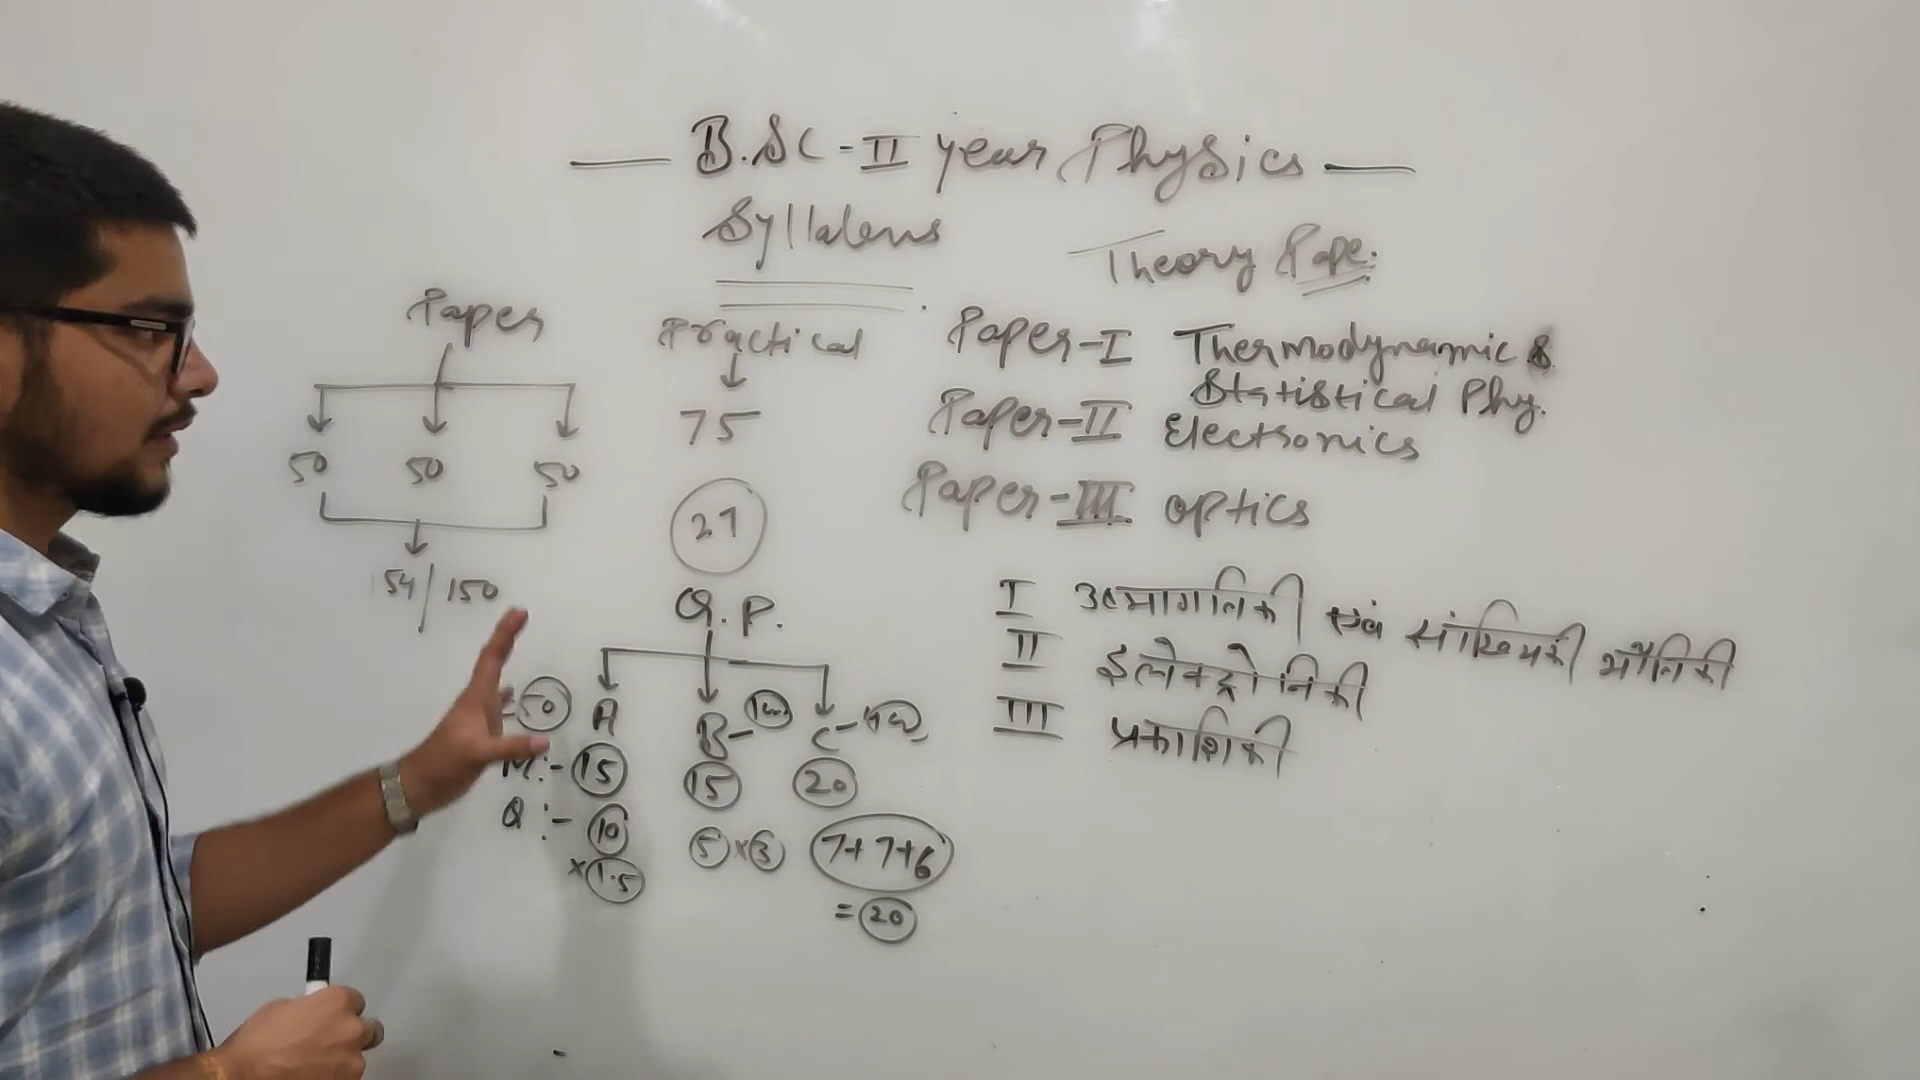 B.Sc - II year Physics
Syllabus
Theory Pape.
Paper
50 50 50
54/150
Practical
75
27
Paper-I Thermodynamic &
Statistical Phy.
Paper-II Electronics
Paper-III optics
I उष्मागतिकी एवं सांख्यिकी भौतिकी
II इलेक्ट्रोनिकी
III प्रकाशिकी
Q.P.
50 A B- C-
M:- 15 15 20
Q:- 10 5 x 3 7+7+6
x 1.5 = 20